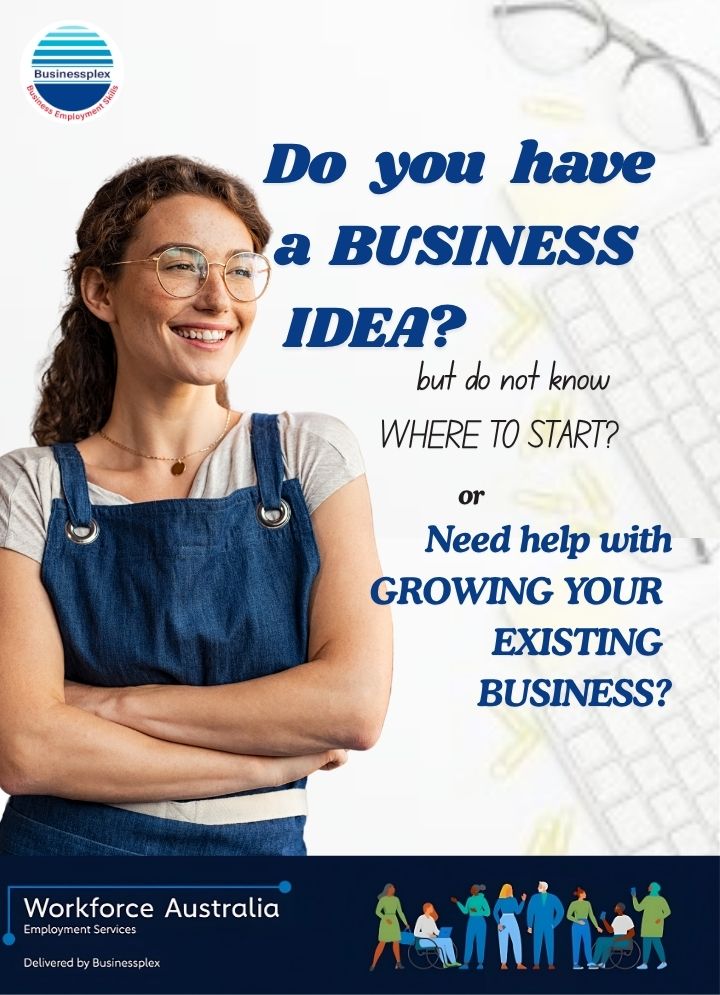 Businessplex
Business Employment Skills
Do you have
a BUSINESS
IDEA?
but do not know
WHERE TO START?
or
Need help with
GROWING YOUR
EXISTING
BUSINESS?
Workforce Australia
Employment Services
Delivered by Businessplex